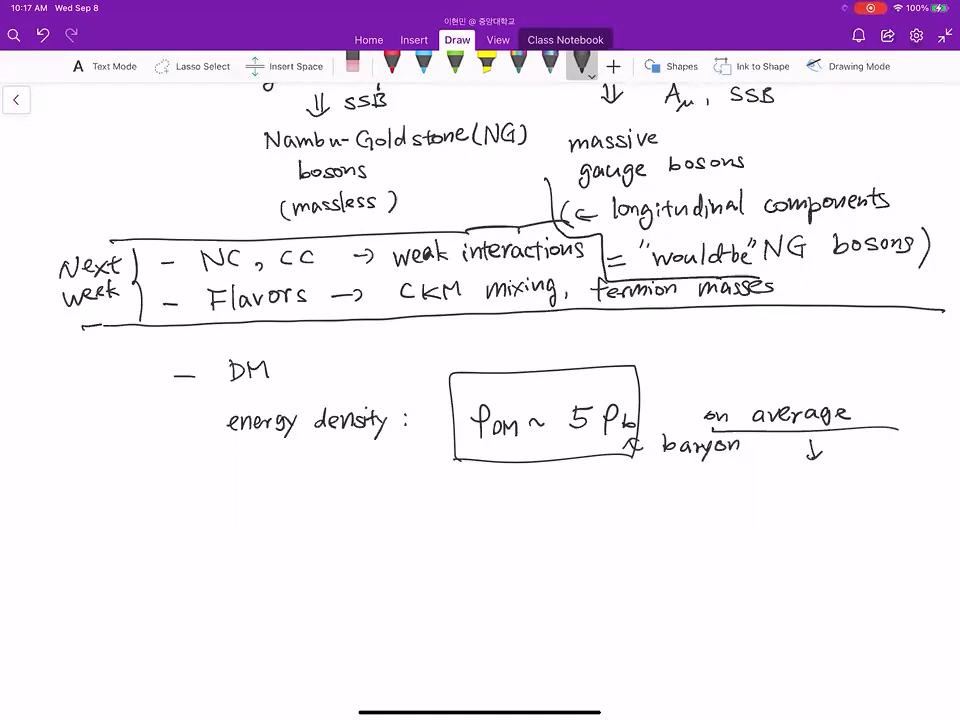 10:17 AM Wed Sep 8
100%
이현민 @ 중앙대학교
Home Insert Draw View Class Notebook
Text Mode Lasso Select Insert Space Shapes Ink to Shape Drawing Mode
⇓ SSB
⇓ Aμ, SSB
Nambu-Goldstone(NG)
bosons
(massless)
massive
gauge bosons
(← longitudinal components
= "would be" NG bosons)
Next week
- NC, CC → weak interactions
- Flavors → CKM mixing, fermion masses
- DM
energy density : ρDM ~ 5 ρb on average
↖ baryon ↓